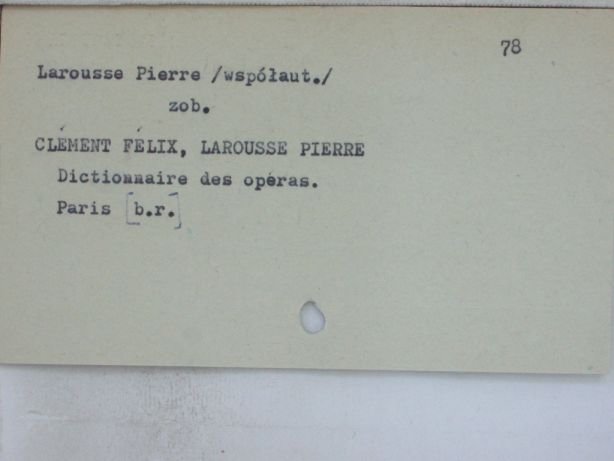 78
Larousse Pierre /współaut./
zob.
CLÉMENT FÉLIX, LAROUSSE PIERRE
Dictionnaire des opéras.
Paris [b.r.]